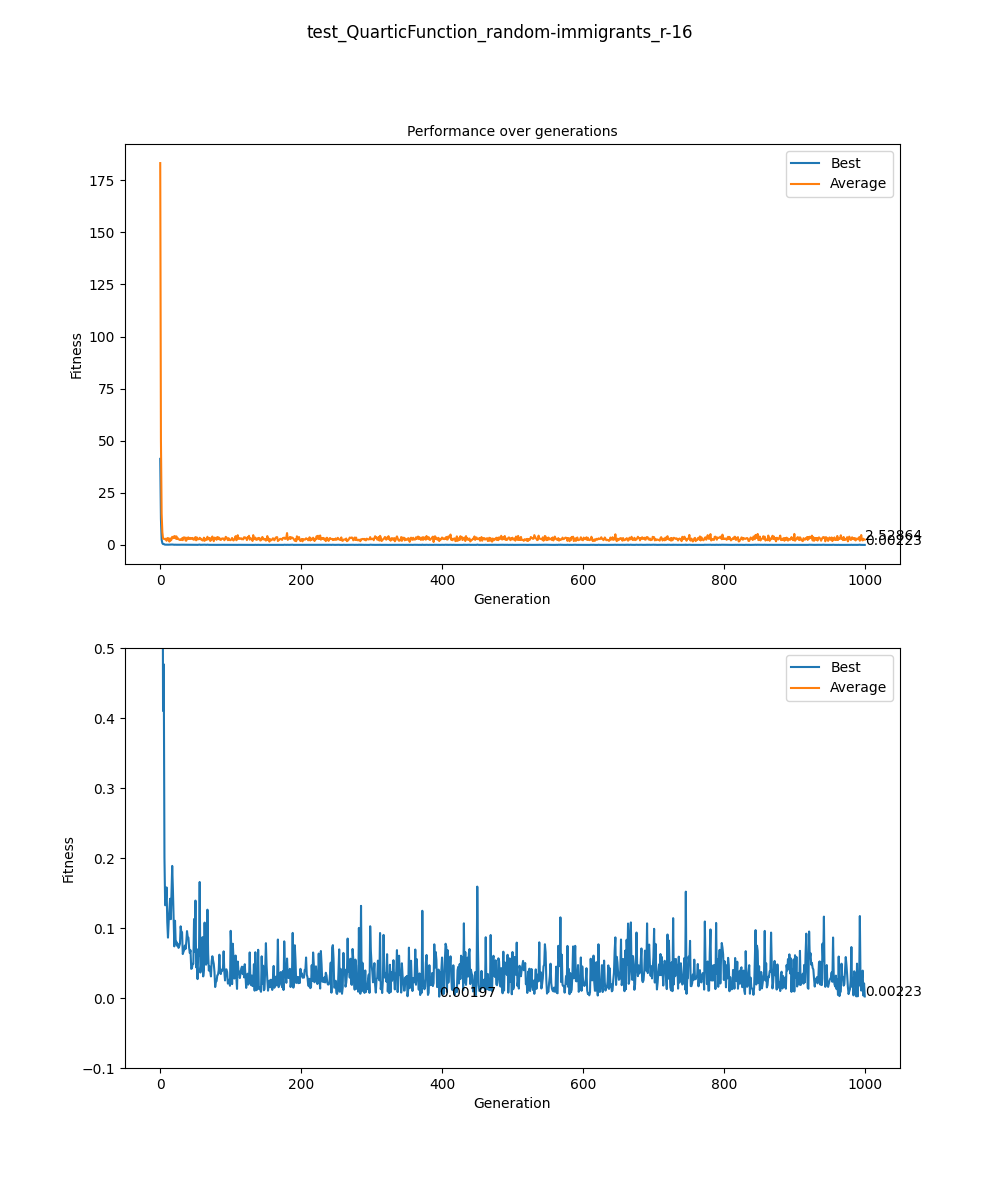 test_QuarticFunction_random-immigrants_r-16
Performance over generations
Best
Average
175
150
125
100
75
50
25
0
Fitness
2.52864
0.00223
0 200 400 600 800 1000
Generation
Best
Average
0.5
0.4
0.3
0.2
0.1
0.0
−0.1
Fitness
0.00197
0.00223
0 200 400 600 800 1000
Generation